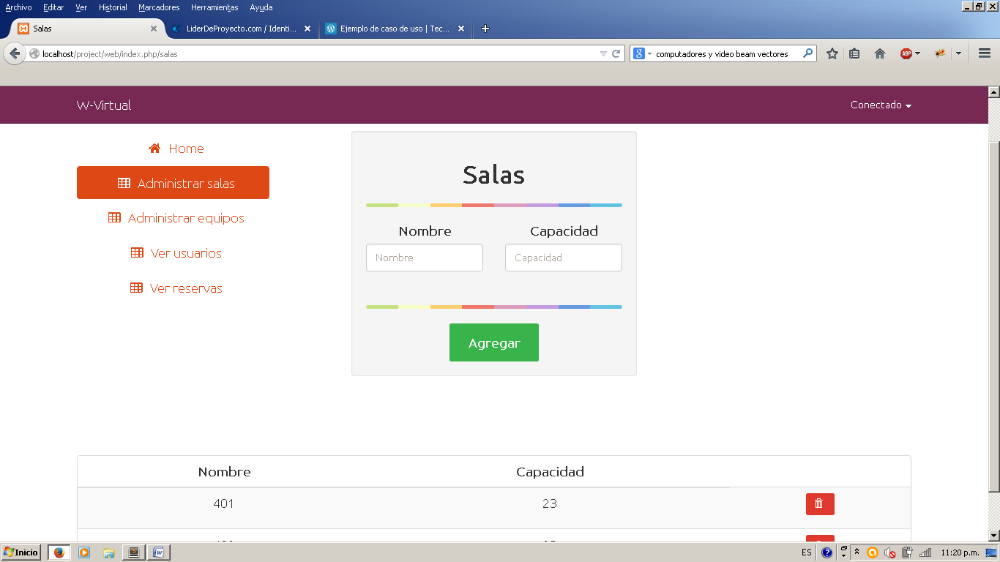 Archivo Editar Ver Historial Marcadores Herramientas Ayuda
Salas
LiderDeProyecto.com / Identi...
Ejemplo de caso de uso | Tec...
localhost/project/web/index.php/salas
computadores y video beam vectores
ABP
W-Virtual
Conectado
Home
Administrar salas
Administrar equipos
Ver usuarios
Ver reservas
Salas
Nombre Capacidad
Nombre Capacidad
Agregar
Nombre Capacidad
401 23
Inicio
ES
11:20 p.m.